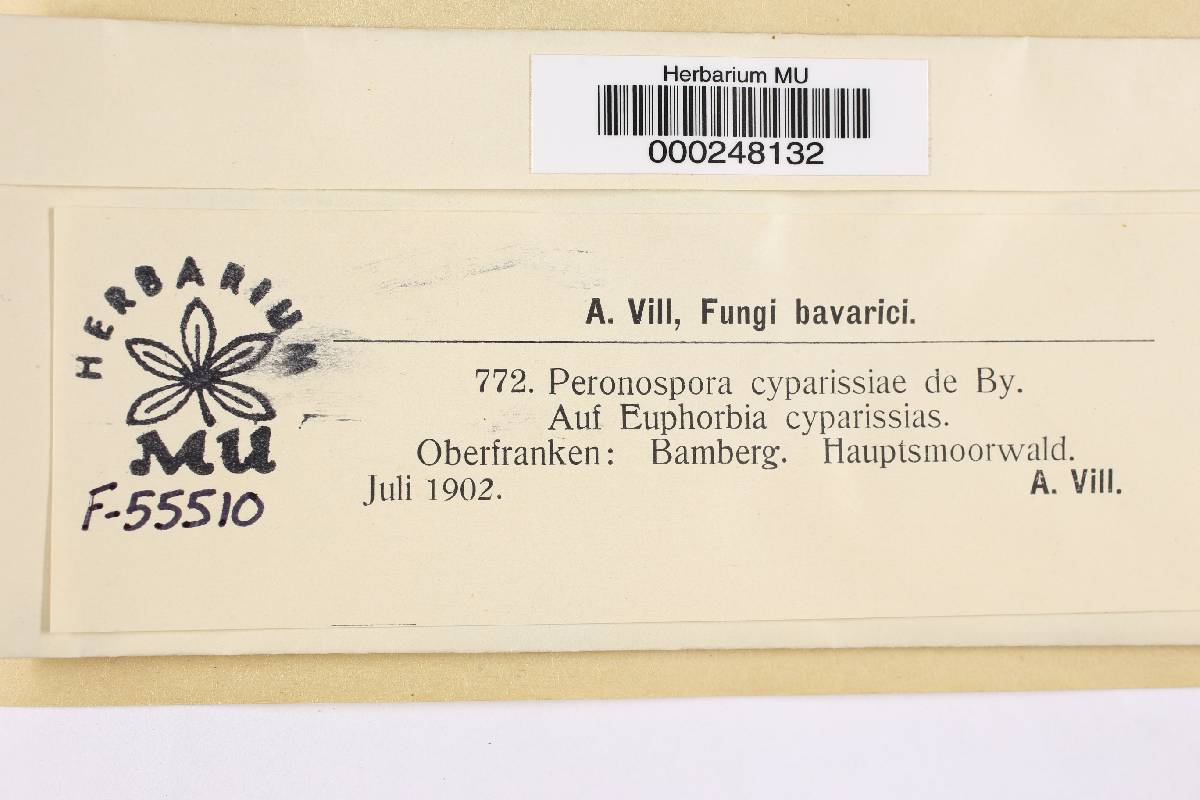 Herbarium MU
000248132
HERBARIUM
MU
F-55510
A. Vill, Fungi bavarici.
772. Peronospora cyparissiae de By.
Auf Euphorbia cyparissias.
Oberfranken: Bamberg. Hauptsmoorwald.
Juli 1902. A. Vill.